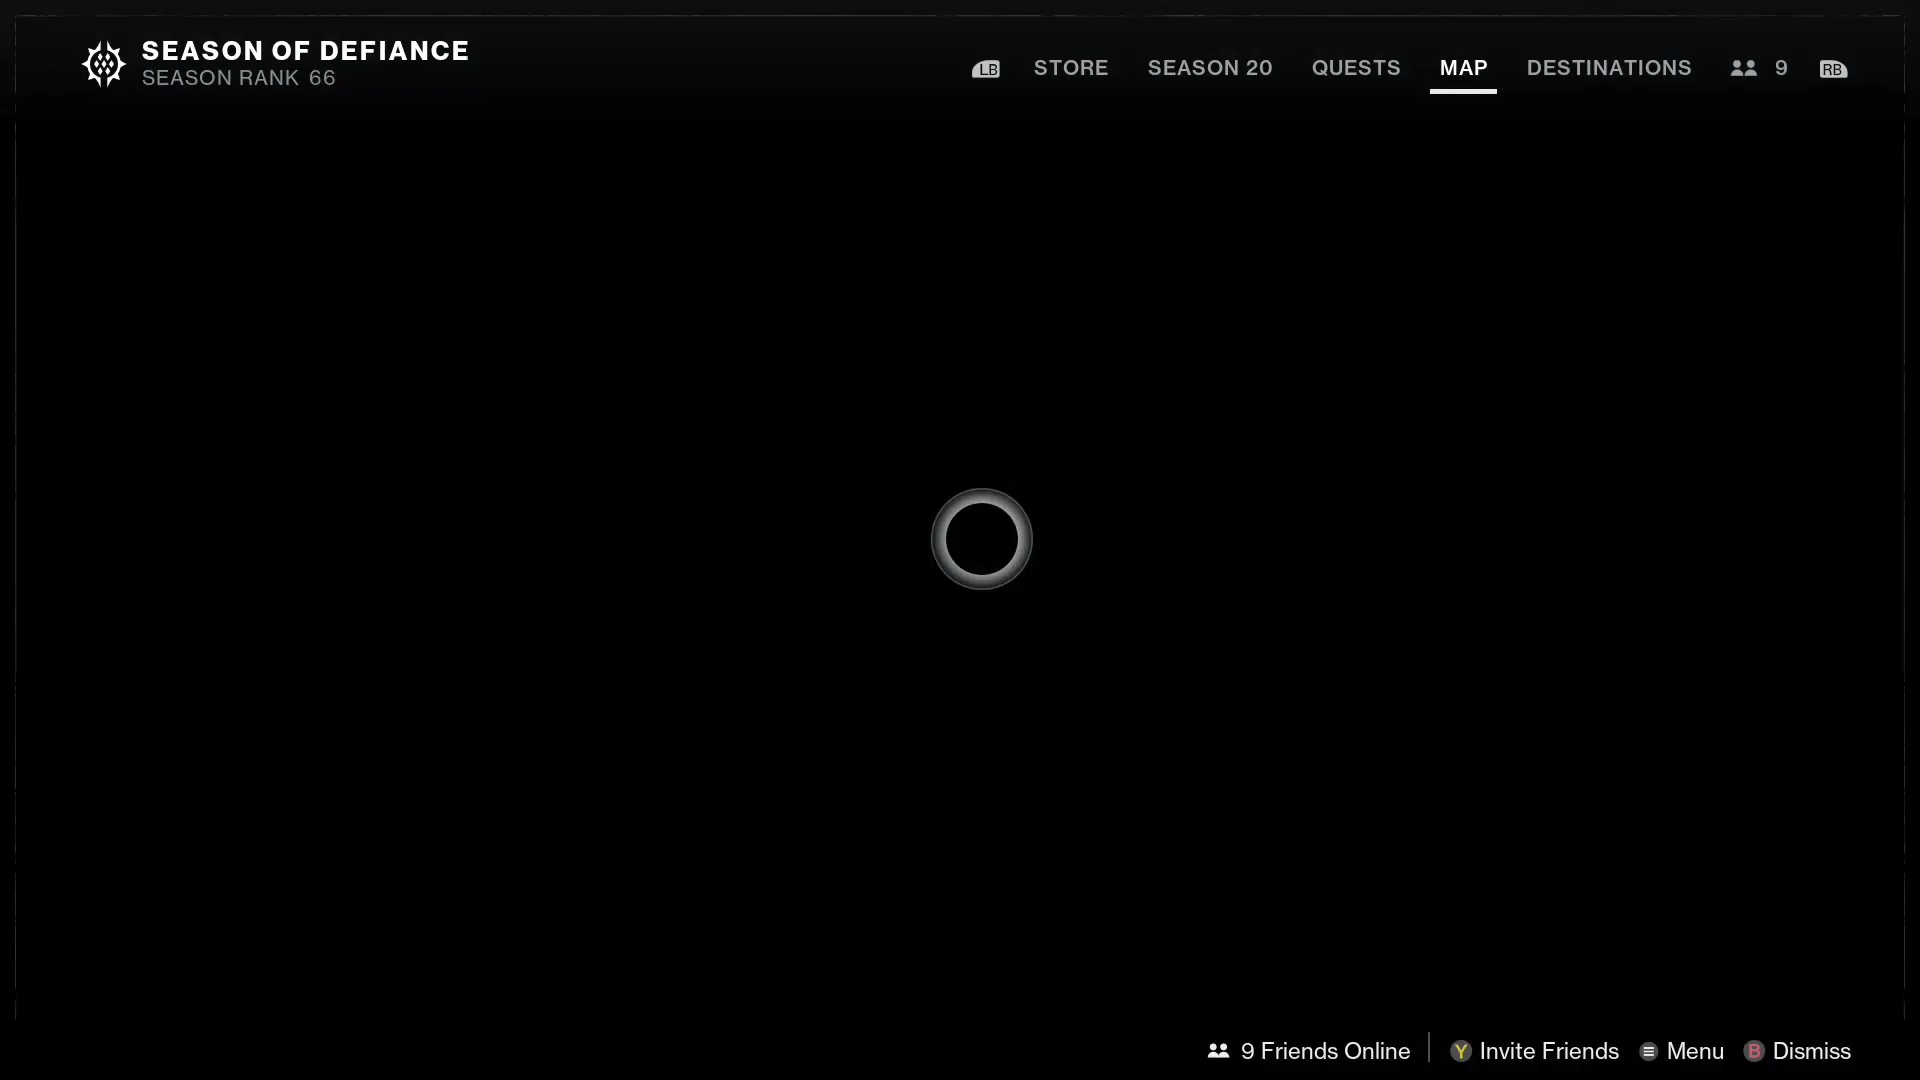 SEASON OF DEFIANCE
SEASON RANK 66
LB STORE SEASON 20 QUESTS MAP DESTINATIONS 9 RB
9 Friends Online Y Invite Friends Menu B Dismiss